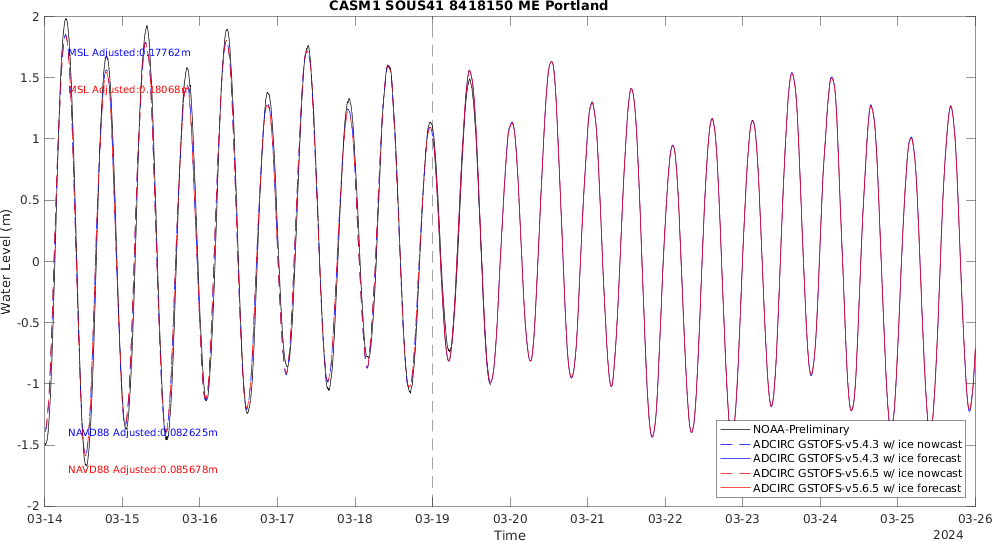 CASM1 SOUS41 8418150 ME Portland
2
1.5
1
0.5
0
-0.5
-1
-1.5
-2
Water Level (m)
MSL Adjusted:0.17762m
MSL Adjusted:0.18068m
NAVD88 Adjusted:0.082625m
NAVD88 Adjusted:0.085678m
NOAA-Preliminary
ADCIRC GSTOFS-v5.4.3 w/ ice nowcast
ADCIRC GSTOFS-v5.4.3 w/ ice forecast
ADCIRC GSTOFS-v5.6.5 w/ ice nowcast
ADCIRC GSTOFS-v5.6.5 w/ ice forecast
03-14 03-15 03-16 03-17 03-18 03-19 03-20 03-21 03-22 03-23 03-24 03-25 03-26
Time
2024